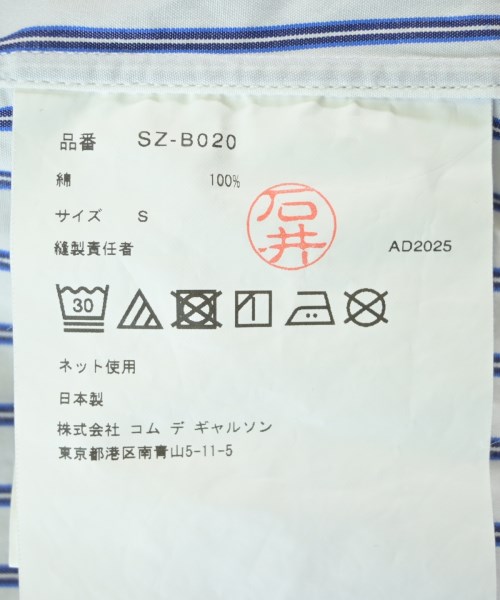 品番 SZ-B020
綿 100%
サイズ S
縫製責任者 石井 AD2025
30
ネット使用
日本製
株式会社 コム デ ギャルソン
東京都港区南青山5-11-5